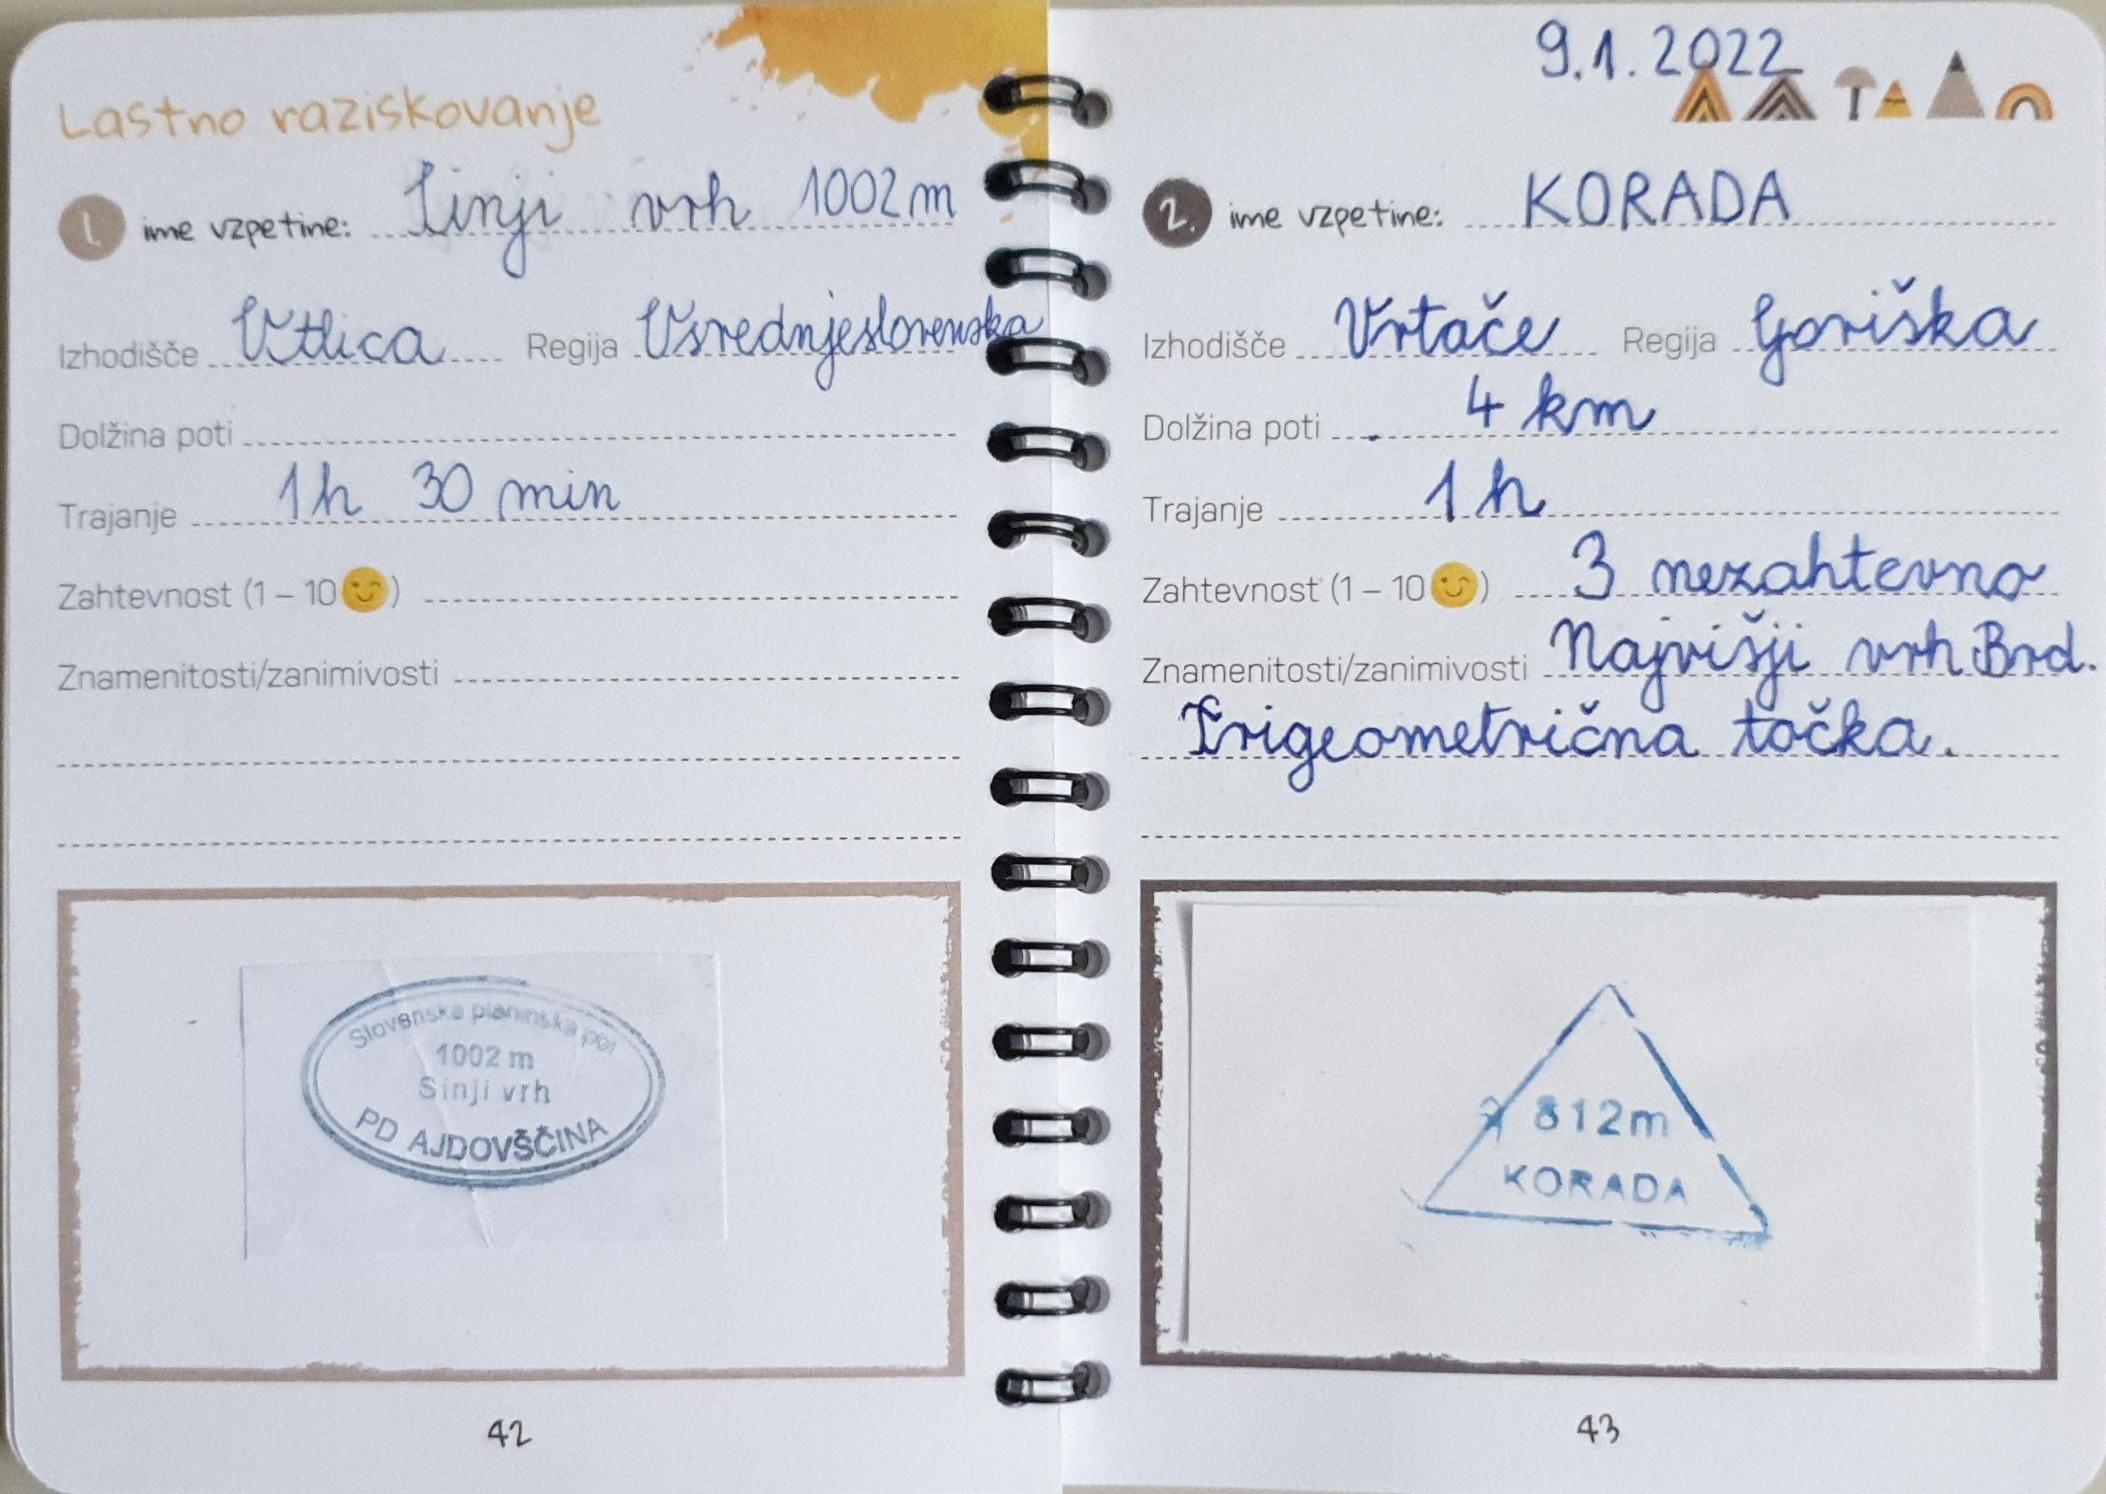 Lastno raziskovanje
1. ime vzpetine: Sinji vrh 1002 m
Izhodišče Vtlica Regija Vsrednjeslovenska
Dolžina poti
Trajanje 1h 30 min
Zahtevnost (1 – 10 😉)
Znamenitosti/zanimivosti
Slovenska planinska pot
1002 m
Sinji vrh
PD AJDOVŠČINA
42
9.1.2022
2. ime vzpetine: KORADA
Izhodišče Vrtače Regija Goriška
Dolžina poti 4 km
Trajanje 1 h
Zahtevnost (1 – 10 😉) 3 nezahtevno
Znamenitosti/zanimivosti Najvišji vrh Brd.
Trigeometrična točka.
812m
KORADA
43